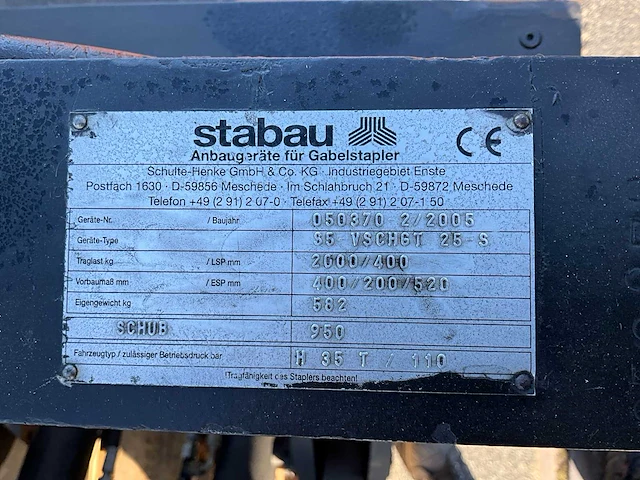 stabau CE
Anbaugeräte für Gabelstapler
Schulte-Henke GmbH & Co. KG · Industriegebiet Enste
Postfach 1630 · D-59856 Meschede · Im Schlahbruch 21 · D-59872 Meschede
Telefon +49 (2 91) 2 07-0 · Telefax +49 (2 91) 2 07-1 50
Geräte-Nr. / Baujahr 050370 2/2005
Geräte-Type S5 VSCHGT 25-S
Traglast kg / LSP mm 2000/400
Vorbaumaß mm / ESP mm 400/200/520
Eigengewicht kg 582
SCHUB 950
Fahrzeugtyp / zulässiger Betriebsdruck bar H 35 T / 110
!Tragfähigkeit des Staplers beachten!